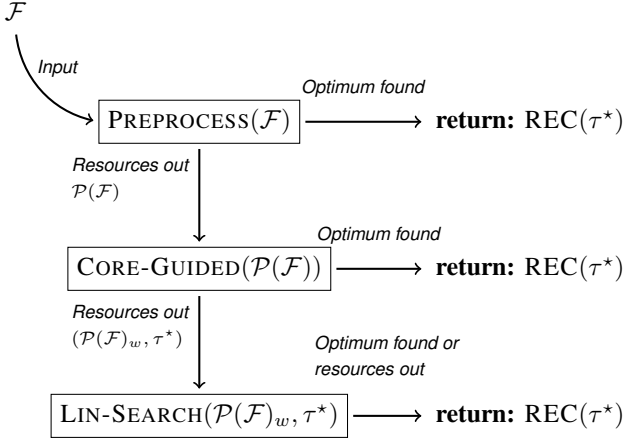 𝓕
Input
Optimum found
PREPROCESS(𝓕)
return: REC(τ⋆)
Resources out
𝒫(𝓕)
Optimum found
CORE-GUIDED(𝒫(𝓕))
return: REC(τ⋆)
Resources out
(𝒫(𝓕)_w, τ⋆)
Optimum found or
resources out
LIN-SEARCH(𝒫(𝓕)_w, τ⋆)
return: REC(τ⋆)